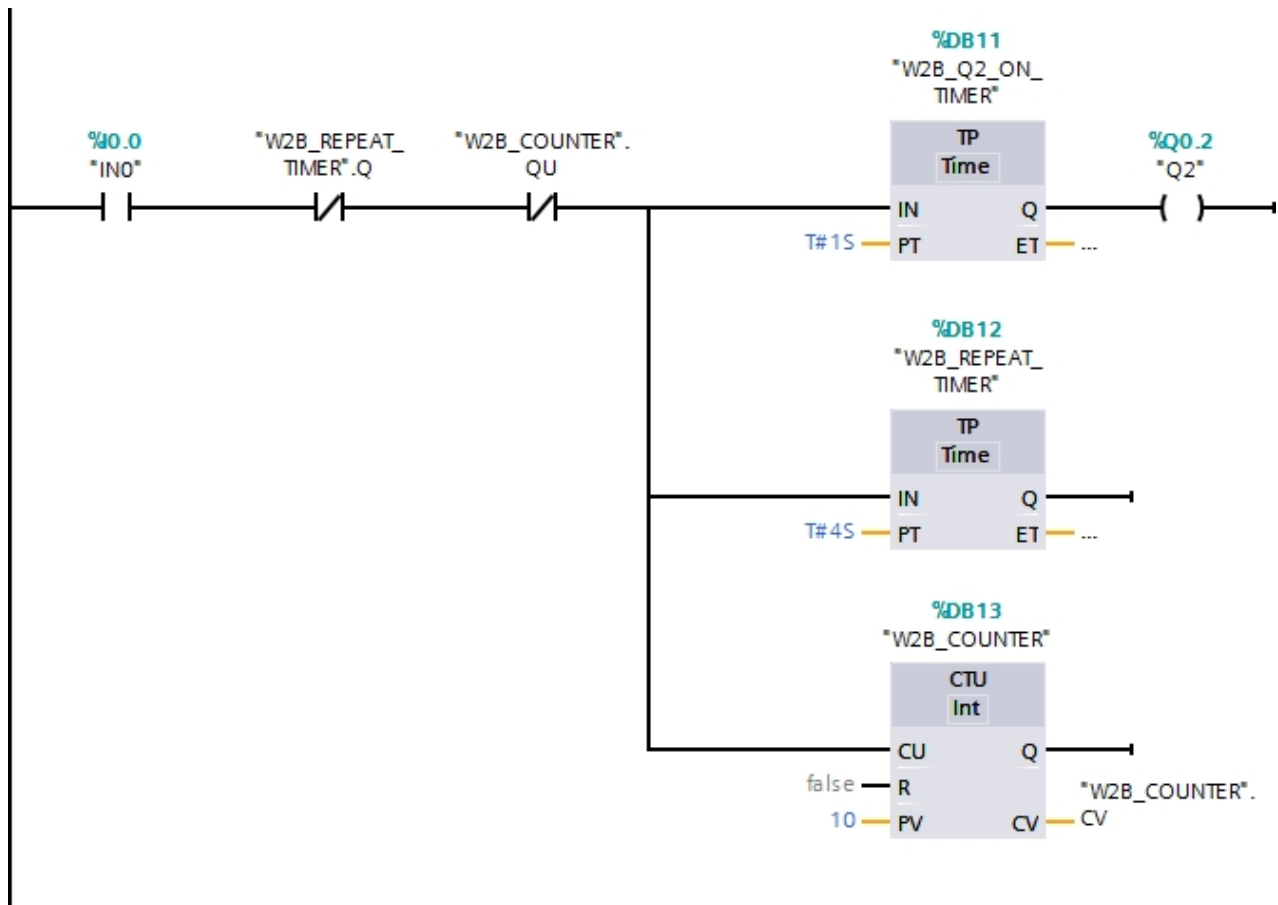 %DB11
"W2B_Q2_ON_
TIMER"
%I0.0
"IN0"
"W2B_REPEAT_
TIMER".Q
"W2B_COUNTER".
QU
TP
Time
%Q0.2
"Q2"
IN Q
T#1S PT ET ...
%DB12
"W2B_REPEAT_
TIMER"
TP
Time
IN Q
T#4S PT ET ...
%DB13
"W2B_COUNTER"
CTU
Int
CU Q
false R
10 PV CV
"W2B_COUNTER".
CV